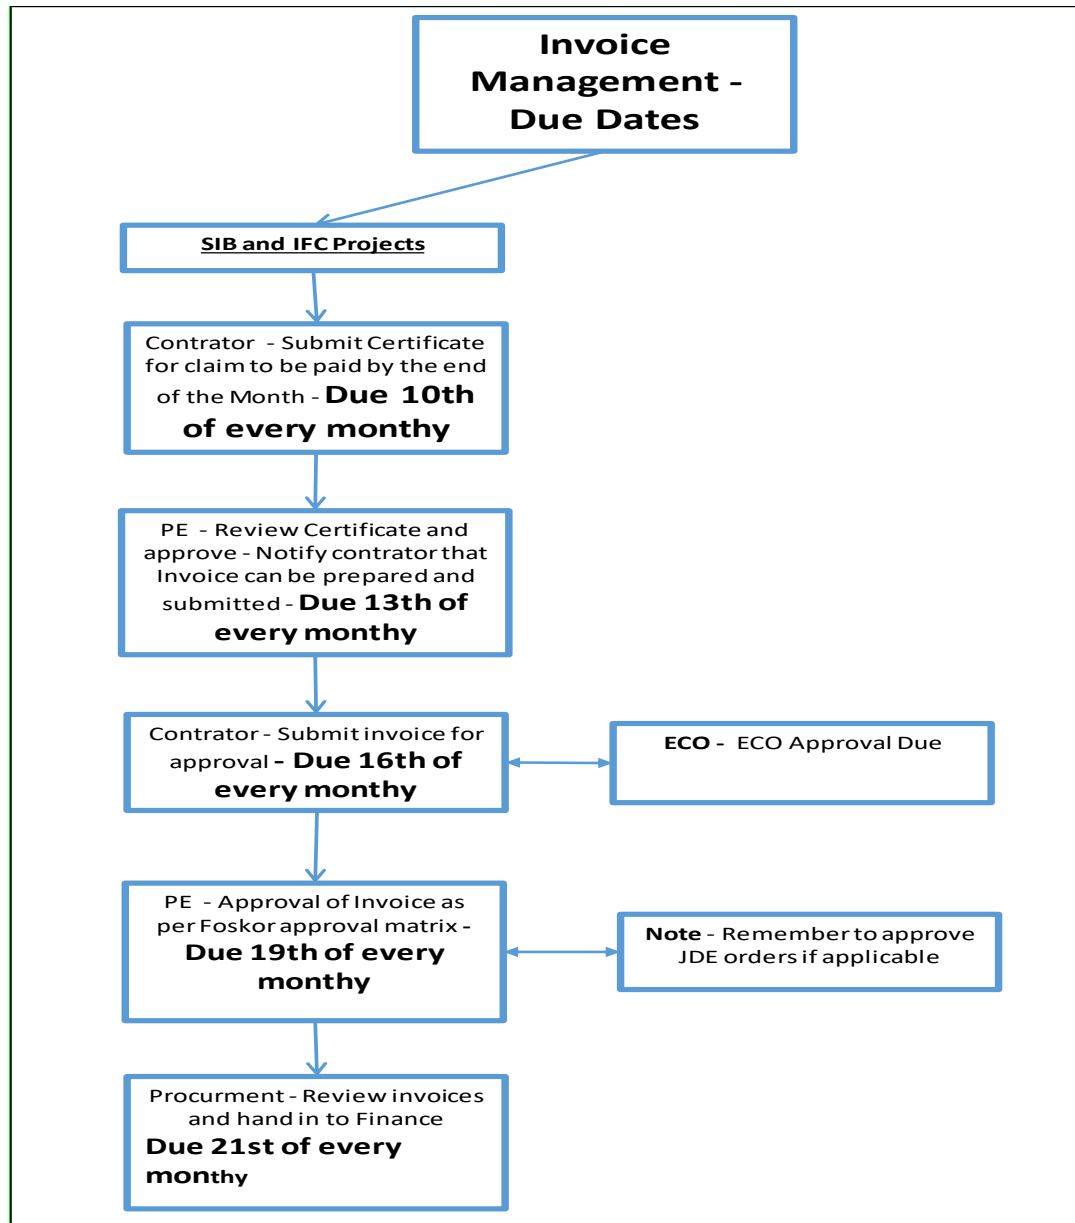 Invoice
Management -
Due Dates
SIB and IFC Projects
Contrator - Submit Certificate
for claim to be paid by the end
of the Month - Due 10th
of every monthy
PE - Review Certificate and
approve - Notify contrator that
Invoice can be prepared and
submitted - Due 13th of
every monthy
Contrator - Submit invoice for
approval - Due 16th of
every monthy
ECO - ECO Approval Due
PE - Approval of Invoice as
per Foskor approval matrix -
Due 19th of every
monthy
Note - Remember to approve
JDE orders if applicable
Procurment - Review invoices
and hand in to Finance
Due 21st of every
monthy